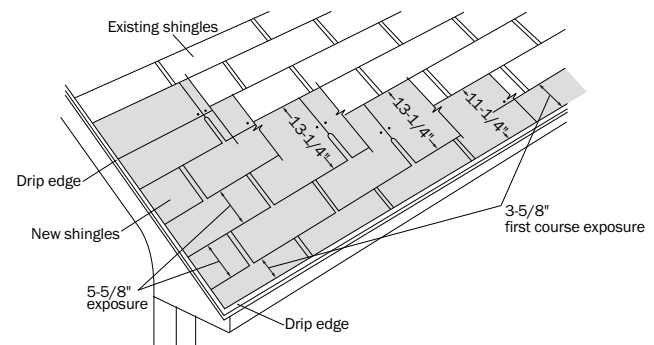 Existing shingles
13-1/4"
13-1/4"
11-1/4"
Drip edge
New shingles
3-5/8"
first course exposure
5-5/8"
exposure
Drip edge